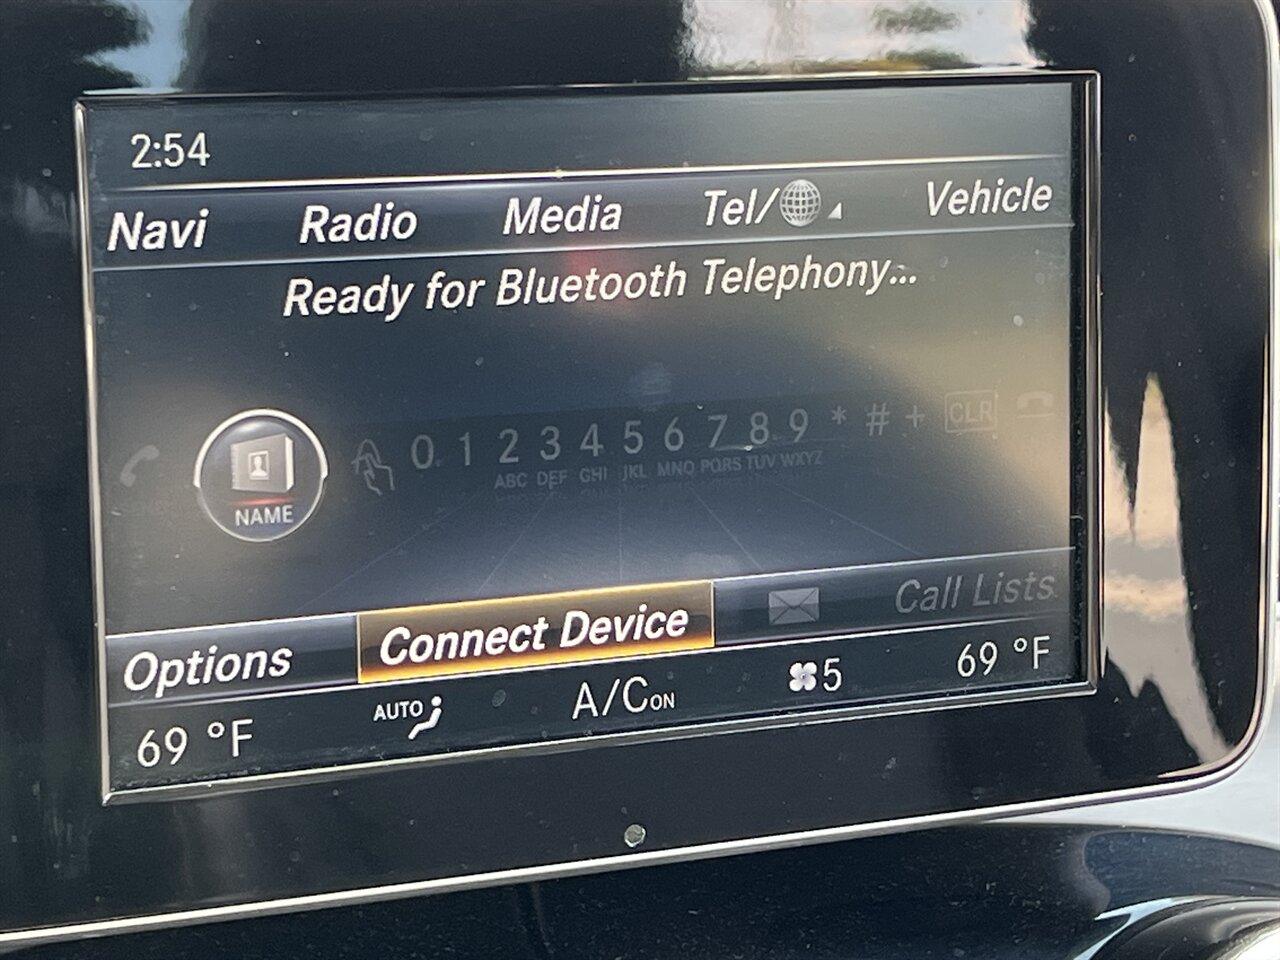 2:54
Navi Radio Media Tel/ Vehicle
Ready for Bluetooth Telephony...
NAME 0 1 2 3 4 5 6 7 8 9 * # + CLR
ABC DEF GHI JKL MNO PQRS TUV WXYZ
Options Connect Device Call Lists
69 °F AUTO A/C ON 5 69 °F